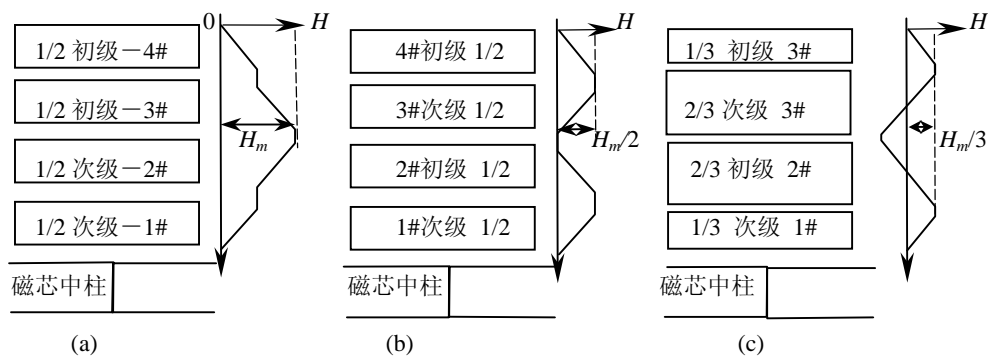 0
H
1/2 初级－4#
1/2 初级－3#
1/2 次级－2#
1/2 次级－1#
Hm
磁芯中柱
(a)
H
4#初级 1/2
3#次级 1/2
2#初级 1/2
1#次级 1/2
Hm/2
磁芯中柱
(b)
H
1/3 初级 3#
2/3 次级 3#
2/3 初级 2#
1/3 次级 1#
Hm/3
磁芯中柱
(c)